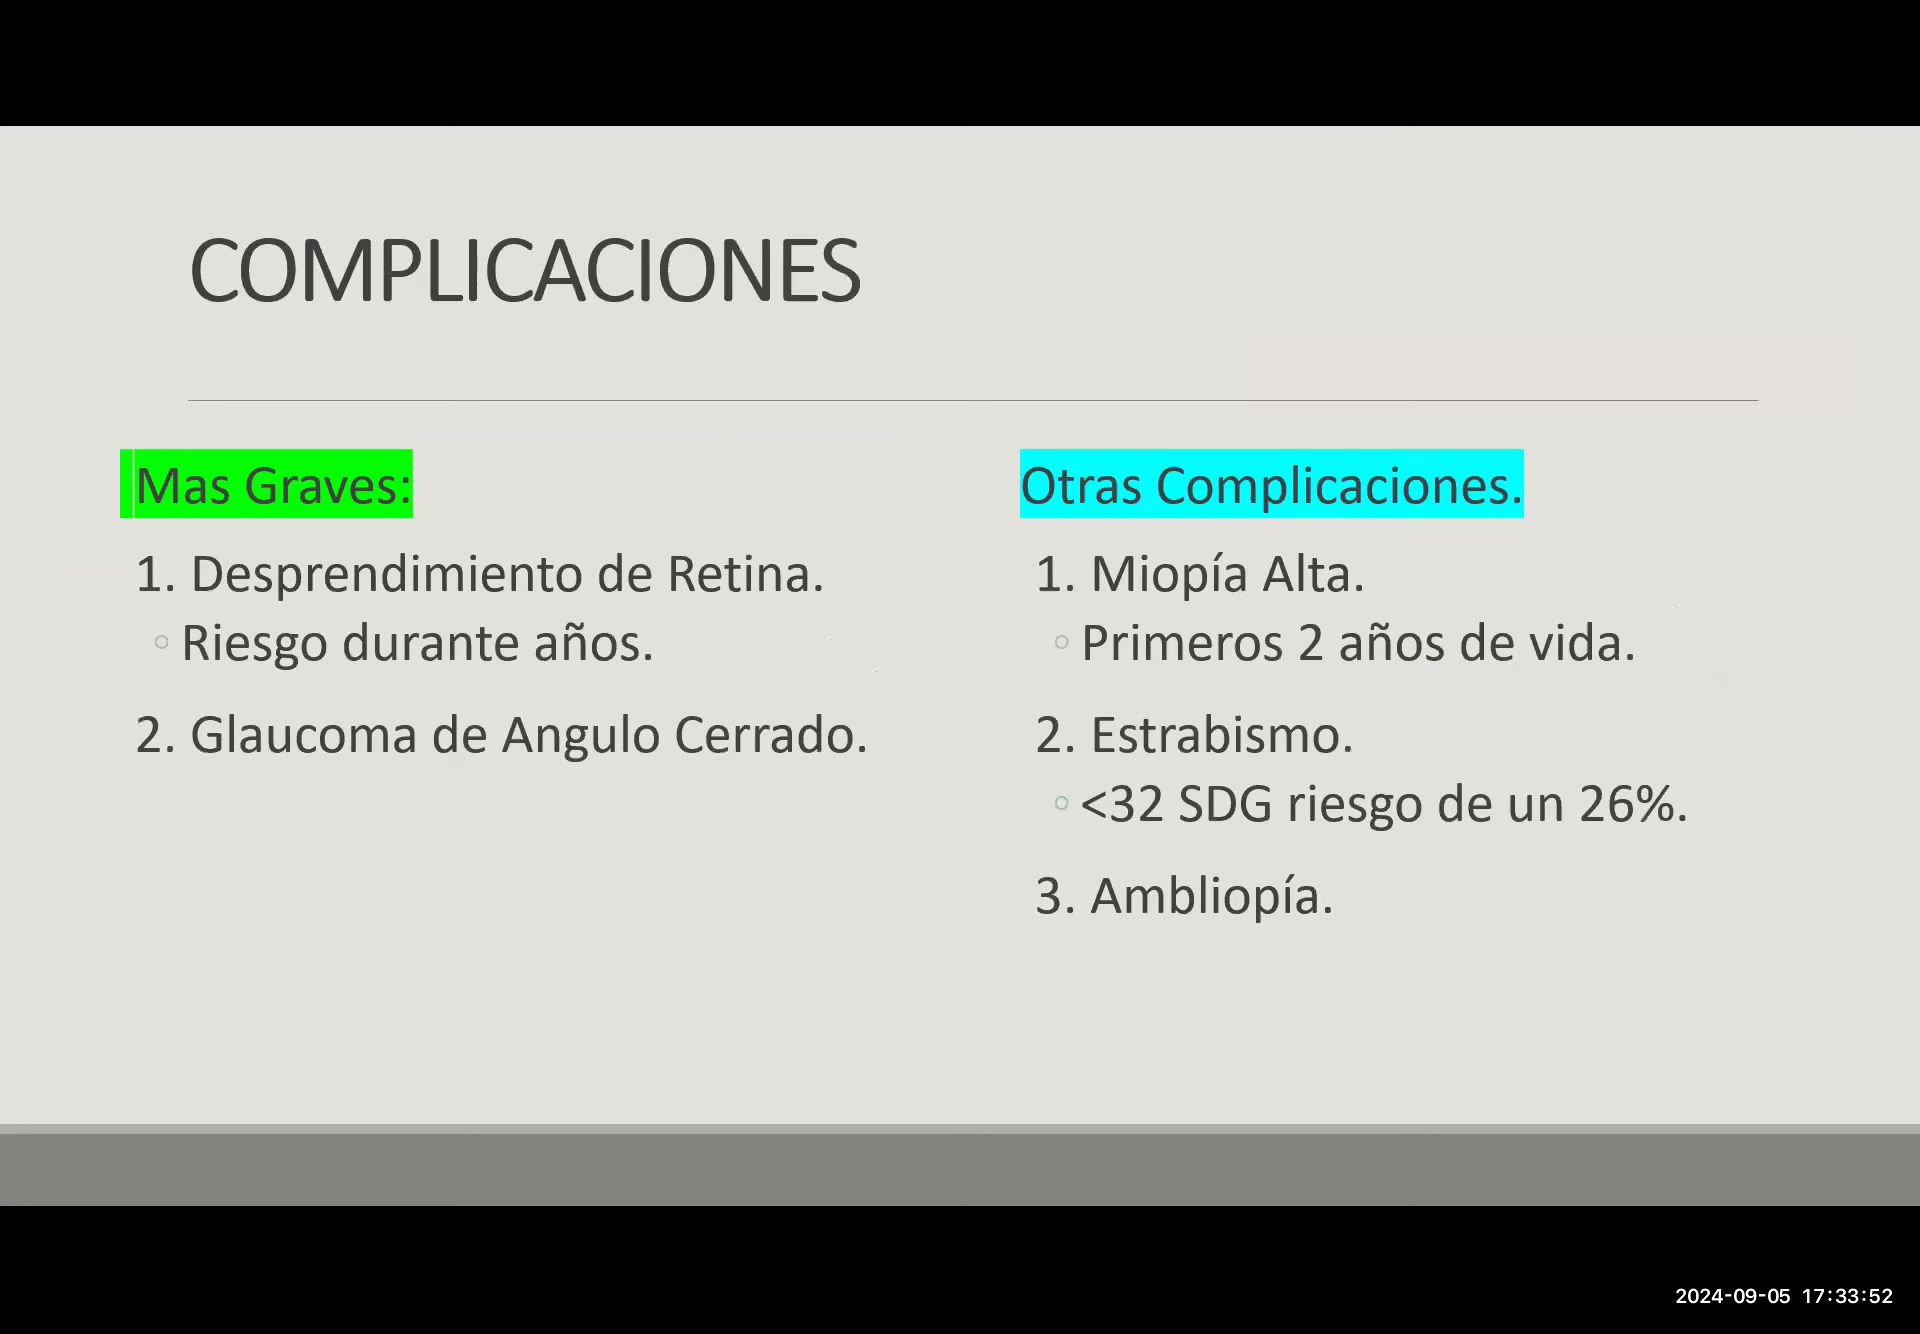 COMPLICACIONES
Mas Graves:
1. Desprendimiento de Retina.
Riesgo durante años.
2. Glaucoma de Angulo Cerrado.
Otras Complicaciones.
1. Miopía Alta.
Primeros 2 años de vida.
2. Estrabismo.
<32 SDG riesgo de un 26%.
3. Ambliopía.
2024-09-05 17:33:52